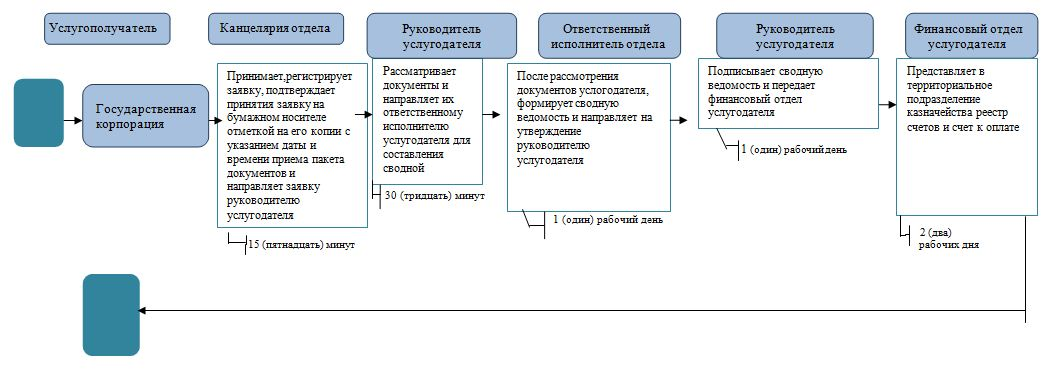 Услугополучатель
Канцелярия отдела
Руководитель
услугодателя
Ответственный
исполнитель отдела
Руководитель
услугодателя
Финансовый отдел
услугодателя
Государственная
корпорация
Принимает,регистрирует
заявку, подтверждает
принятия заявку на
бумажном носителе
отметкой на его копии с
указанием даты и
времени приема пакета
документов и
направляет заявку
руководителю
услугодателя
15 (пятнадцать) минут
Рассматривает
документы и
направляет их
ответственному
исполнителю
услугодателя для
составления
сводной
30 (тридцать) минут
После рассмотрения
документов услогодателя,
формирует сводную
ведомость и направляет на
утверждение
руководителю
услугодателя
1 (один) рабочий день
Подписывает сводную
ведомость и передает
финансовый отдел
услугодателя
1 (один) рабочий день
Представляет в
территориальное
подразделение
казначейства реестр
счетов и счет к оплате
2 (два)
рабочих дня